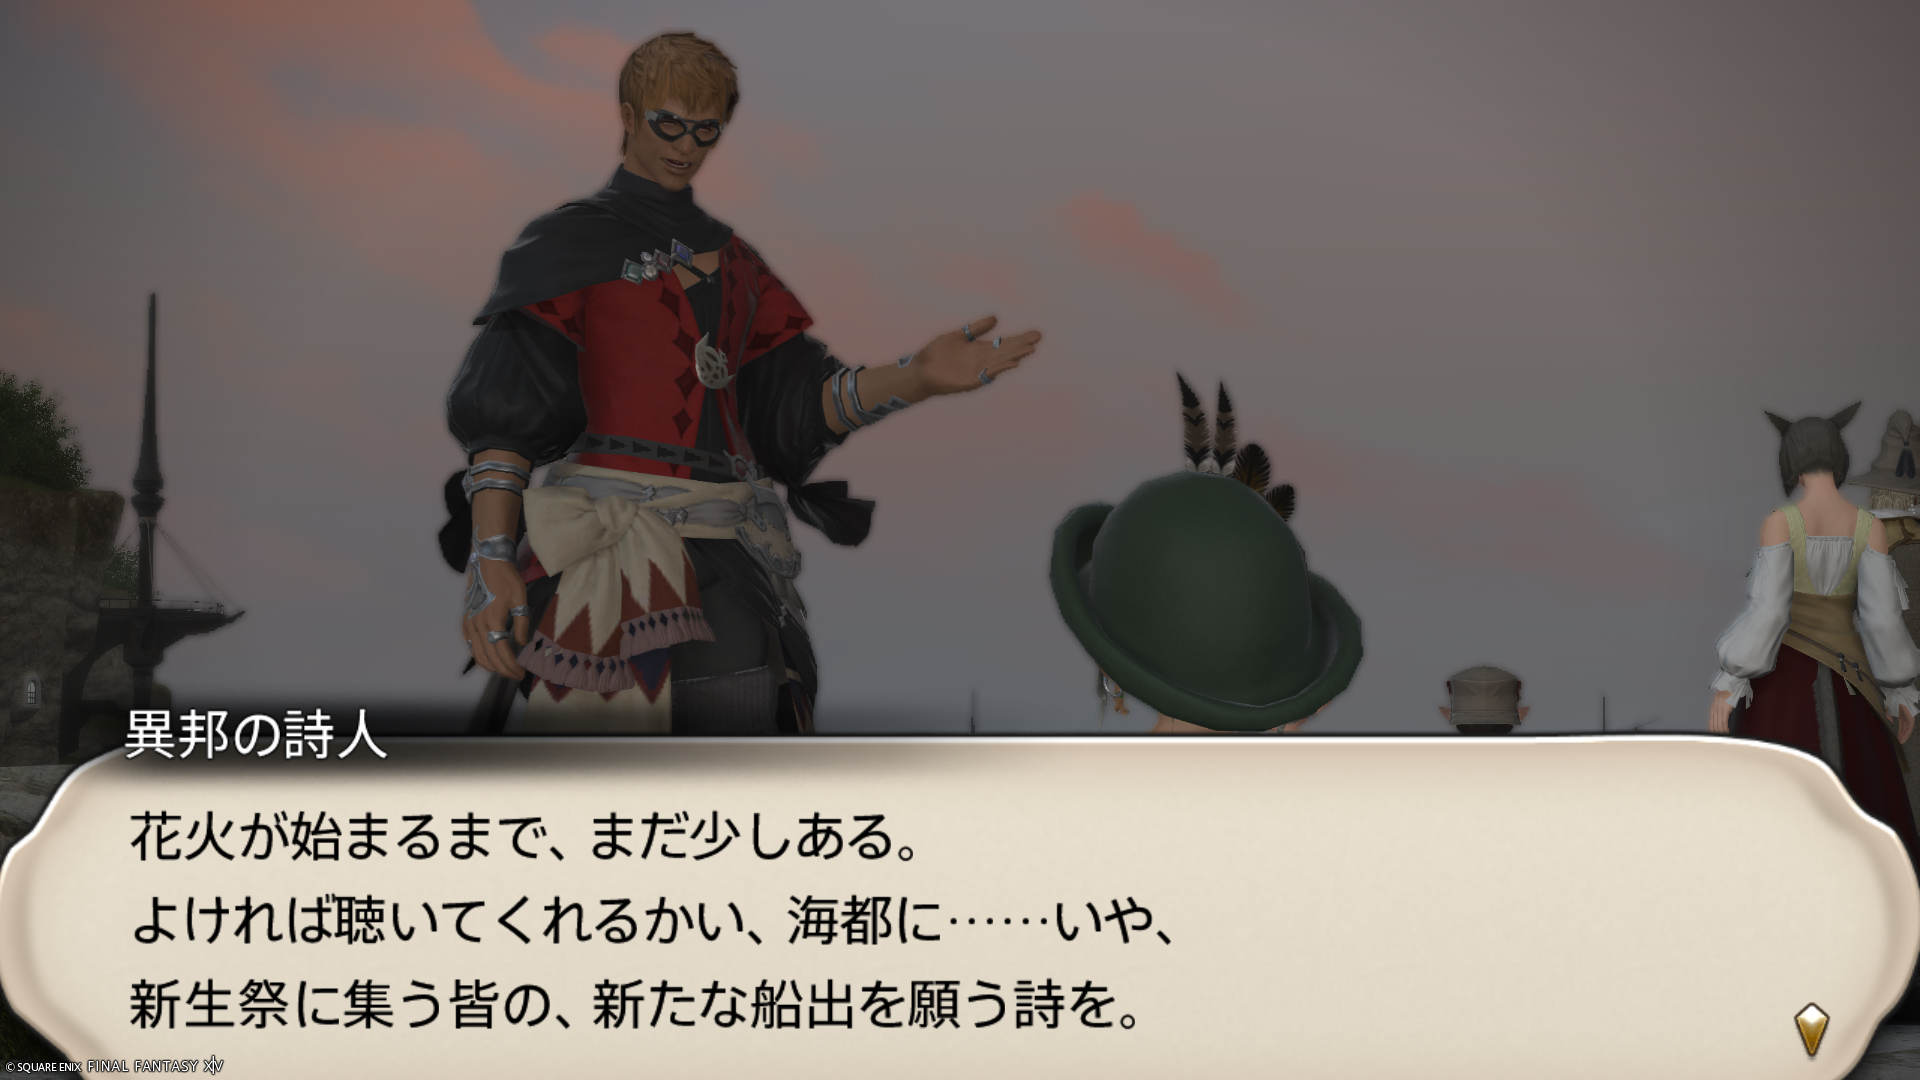 異邦の詩人
花火が始まるまで、まだ少しある。
よければ聴いてくれるかい、海都に……いや、
新生祭に集う皆の、新たな船出を願う詩を。
© SQUARE ENIX FINAL FANTASY XIV